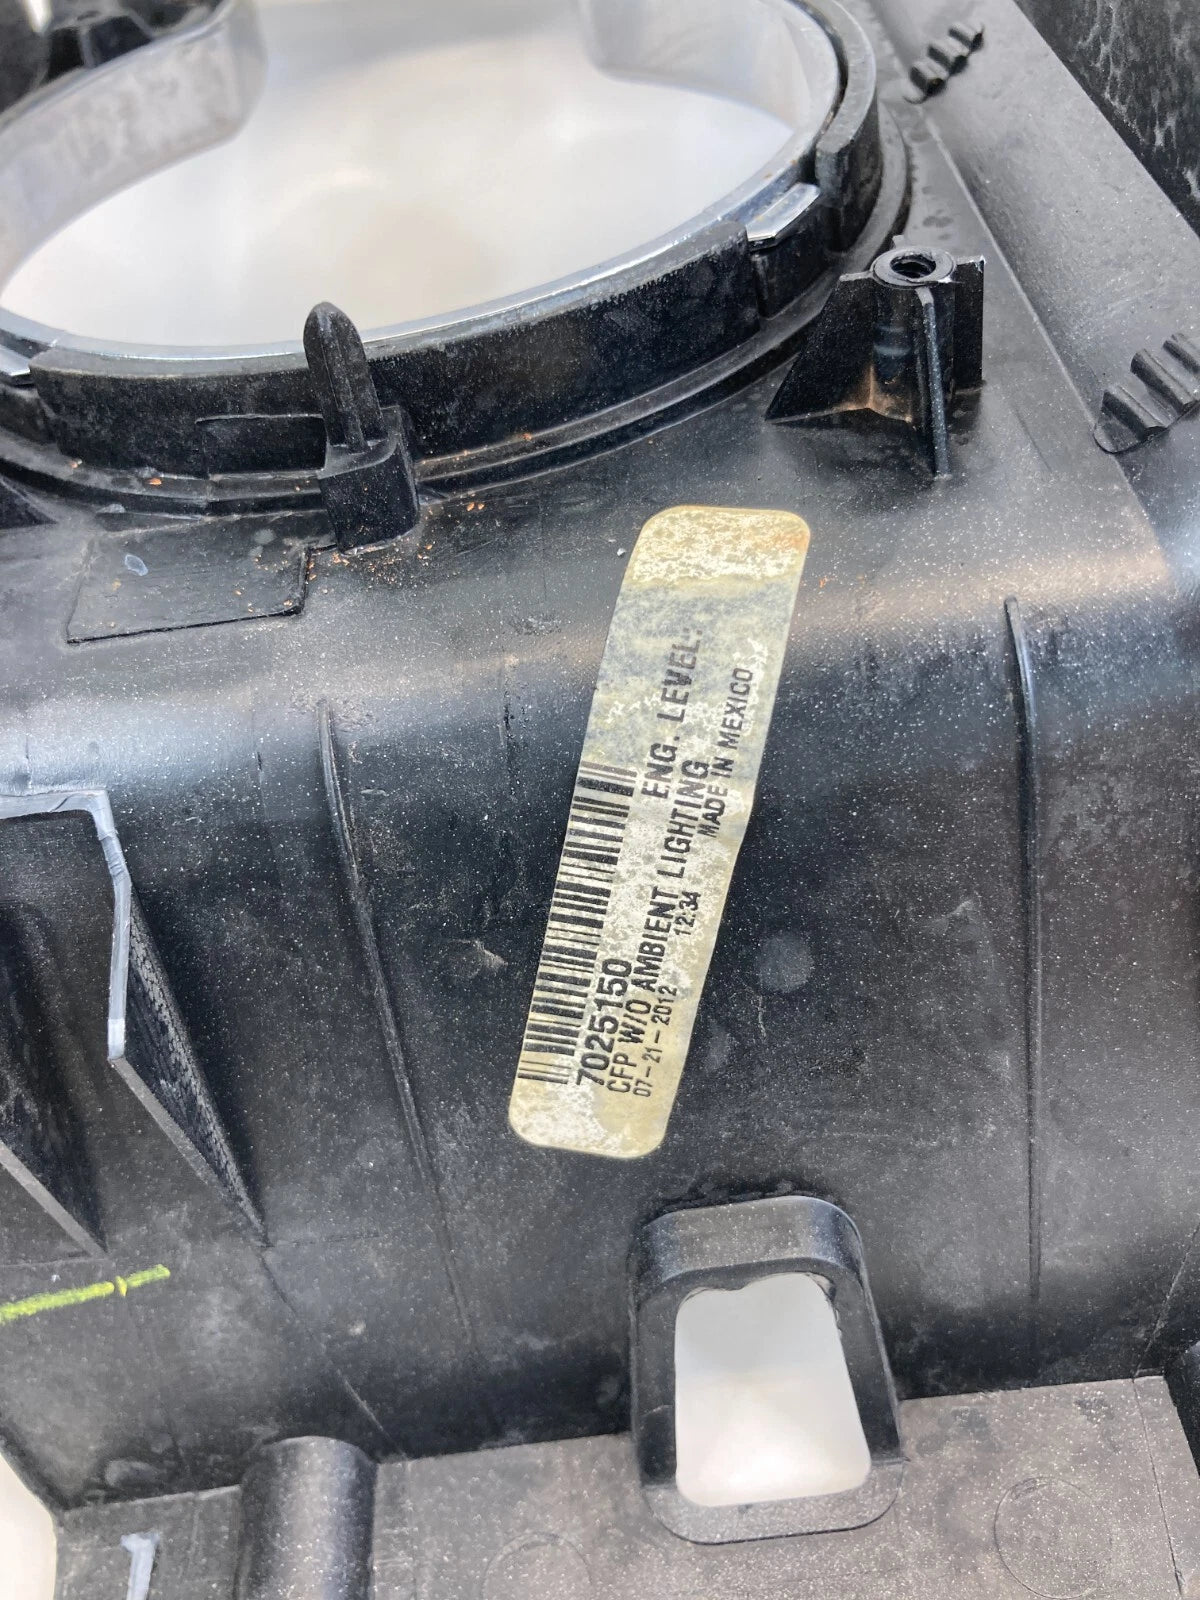 7025150 ENG. LEVEL:
CFP W/O AMBIENT LIGHTING
07-21-2012 12:34 MADE IN MEXICO